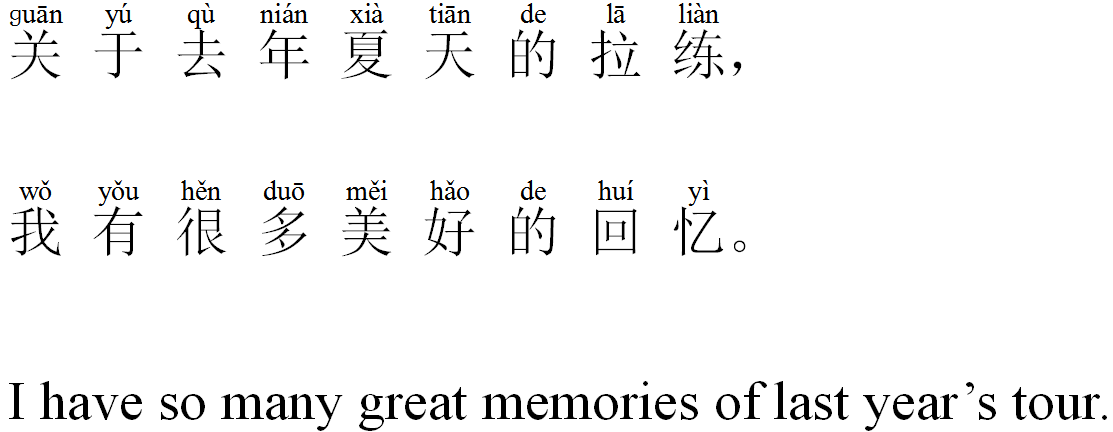 guān yú qù nián xià tiān de lā liàn
关于去年夏天的拉练，
wǒ yǒu hěn duō měi hǎo de huí yì
我有很多美好的回忆。
I have so many great memories of last year’s tour.